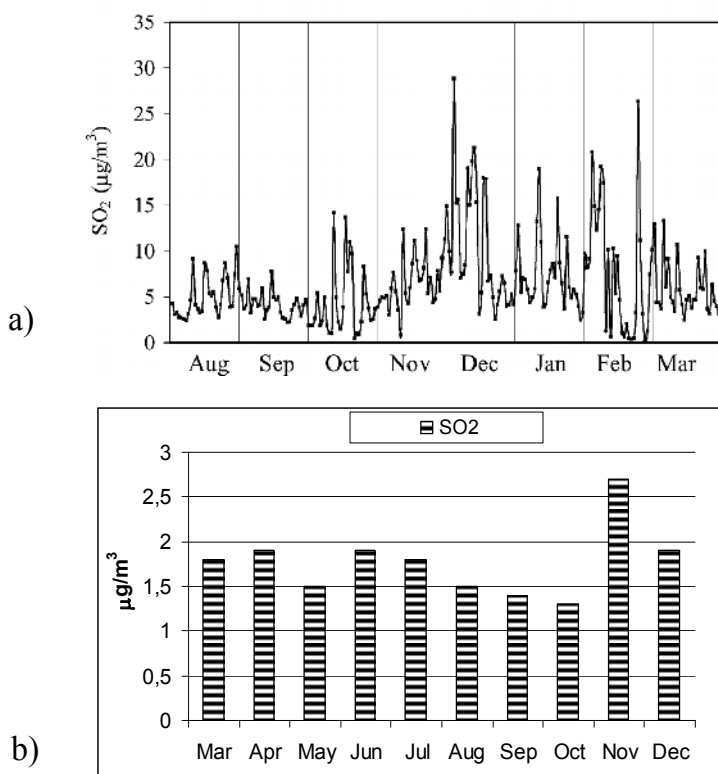 35
30
25
20
15
10
5
0
SO₂ (µg/m³)
Aug Sep Oct Nov Dec Jan Feb Mar
a)
SO2
3
2,5
2
1,5
1
0,5
0
µg/m³
Mar Apr May Jun Jul Aug Sep Oct Nov Dec
b)